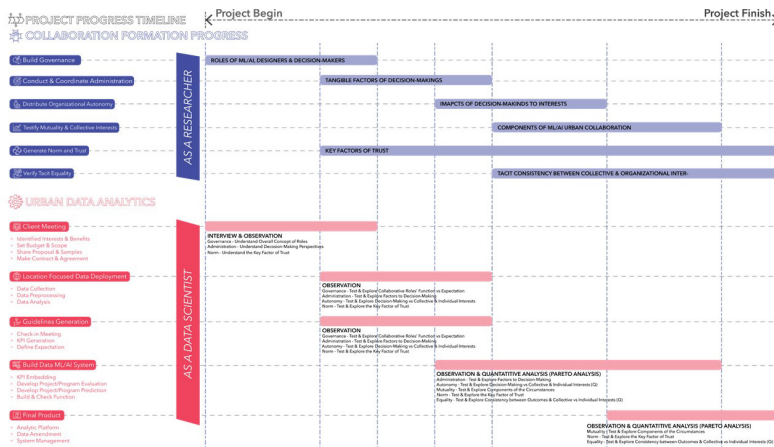 PROJECT PROGRESS TIMELINE
Project Begin
Project Finish
COLLABORATION FORMATION PROGRESS
AS A RESEARCHER
Build Governance
ROLES OF ML/AI DESIGNERS & DECISION-MAKERS
Conduct & Coordinate Administration
TANGIBLE FACTORS OF DECISION-MAKINGS
Distribute Organizational Autonomy
IMAPCTS OF DECISION-MAKINDS TO INTERESTS
Testify Mutuality & Collective Interests
COMPONENTS OF ML/AI URBAN COLLABORATION
Generate Norm and Trust
KEY FACTORS OF TRUST
Verify Tacit Equality
TACIT CONSISTENCY BETWEEN COLLECTIVE & ORGANIZATIONAL INTER-
URBAN DATA ANALYTICS
AS A DATA SCIENTIST
Client Meeting
- Identified Interests & Benefits
- Set Budget & Scope
- Share Proposal & Samples
- Make Contract & Agreement
INTERVIEW & OBSERVATION
Governance - Understand Overall Concept of Roles
Administration - Understand Decision-Making Perspectives
Norm - Understand the Key Factor of Trust
Location Focused Data Deployment
- Data Collection
- Data Preprocessing
- Data Analysis
OBSERVATION
Governance - Test & Explore Collaborative Roles' Function vs Expectation
Administration - Test & Explore Factors to Decision-Making
Autonomy - Test & Explore Decision-Making vs Collective & Individual Interests
Norm - Test & Explore the Key Factor of Trust
Guidelines Generation
- Check-in Meeting
- KPI Generation
- Define Expectation
OBSERVATION
Governance - Test & Explore Collaborative Roles' Function vs Expectation
Administration - Test & Explore Factors to Decision-Making
Autonomy - Test & Explore Decision-Making vs Collective & Individual Interests
Norm - Test & Explore the Key Factor of Trust
Build Data ML/AI System
- KPI Embedding
- Develop Project/Program Evaluation
- Develop Project/Program Prediction
- Build & Check Function
OBSERVATION & QUANTATITIVE ANALYSIS (PARETO ANALYSIS)
Administration - Test & Explore Factors to Decision-Making
Autonomy - Test & Explore Decision-Making vs Collective & Individual Interests (Q)
Mutuality - Test & Explore Components of the Circumstances
Norm - Test & Explore the Key Factor of Trust
Equality - Test & Explore Consistency between Outcomes & Collective vs Individual Interests (Q)
Final Product
- Analytic Platform
- Data Amendment
- System Management
OBSERVATION & QUANTATITIVE ANALYSIS (PARETO ANALYSIS)
Mutuality - Test & Explore Components of the Circumstances
Norm - Test & Explore the Key Factor of Trust
Equality - Test & Explore Consistency between Outcomes & Collective vs Individual Interests (Q)